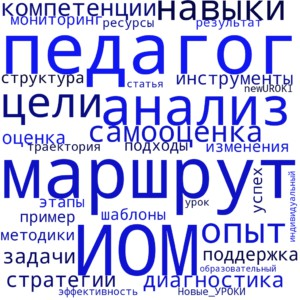 компетенции навыки
мониторинг ресурсы результат
педагог
структура статья инструменты
newUROKI
цели анализ
оценка самооценка
траектория подходы изменения
маршрут
этапы урок успех индивидуальный
пример шаблоны
методики ИОМ опыт
задачи поддержка
образовательный
стратегии диагностика
эффективность Новые_УРОКИ